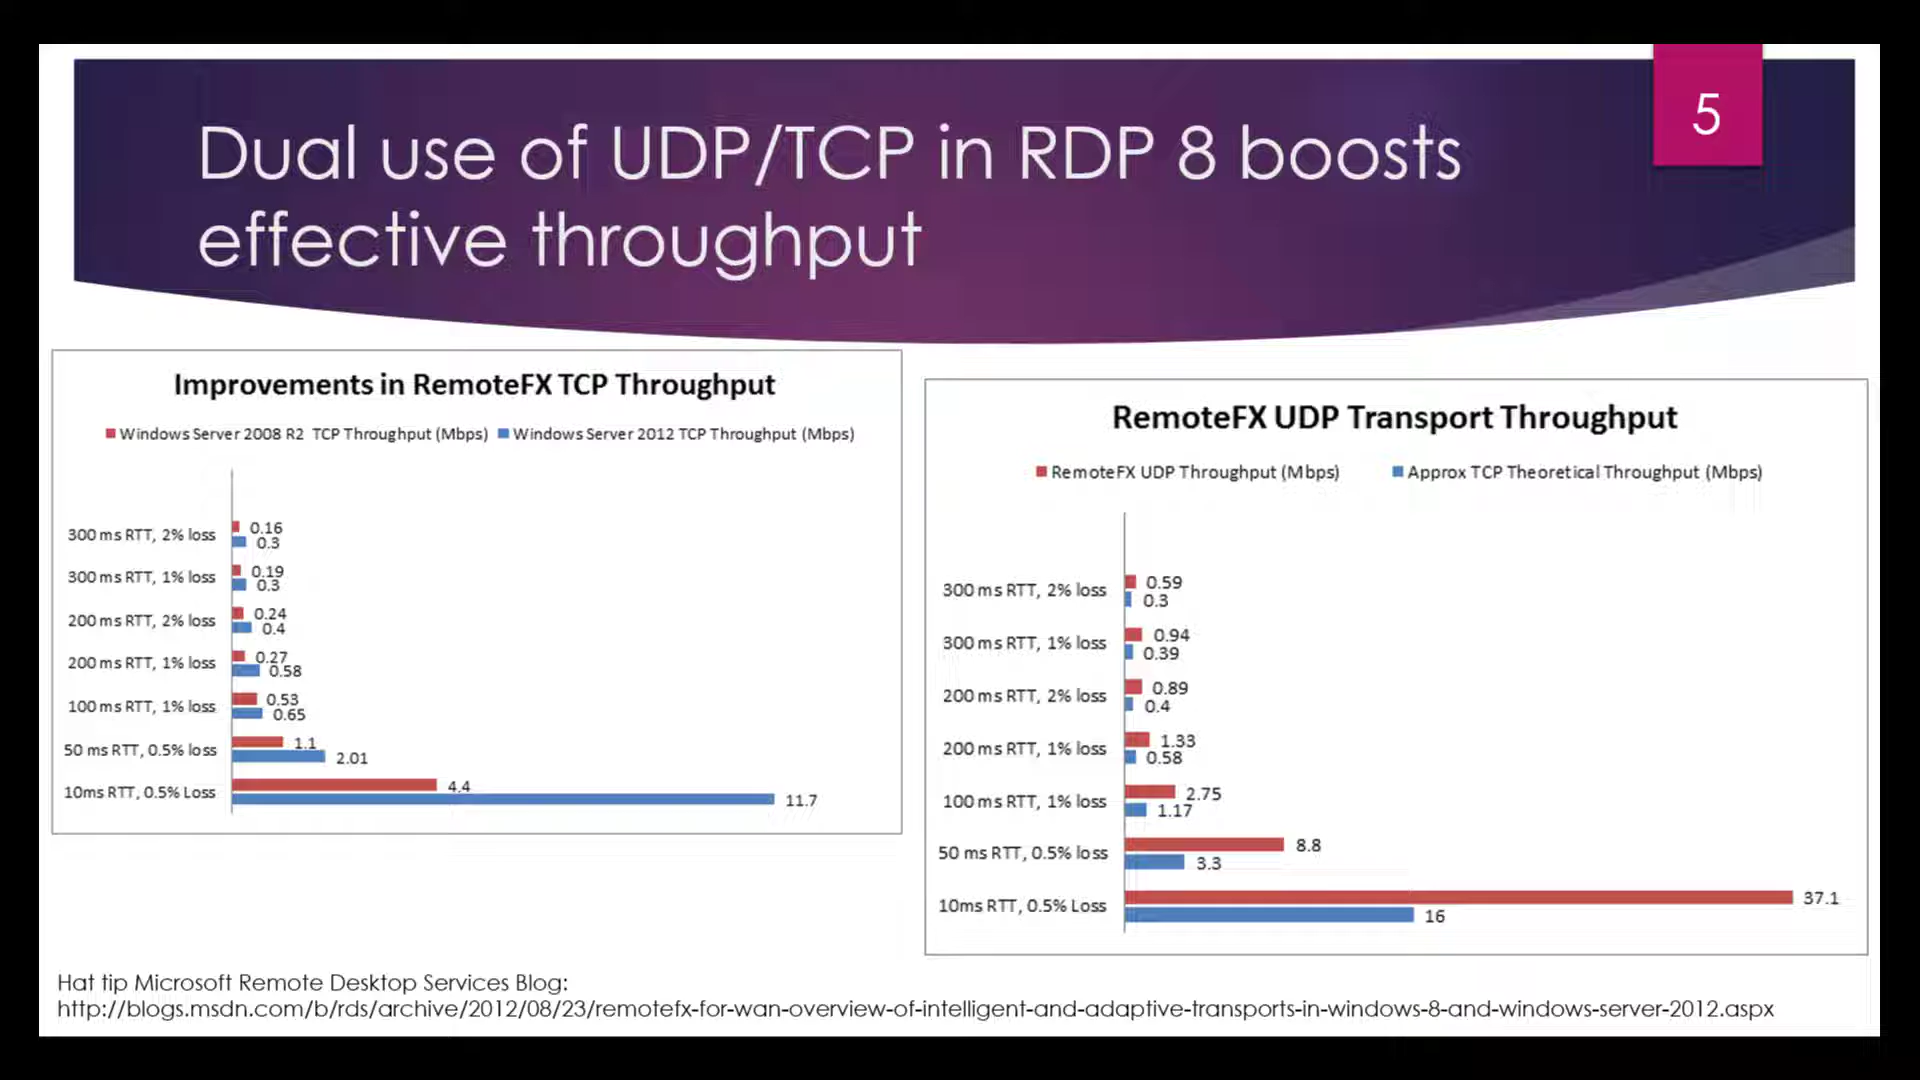 5
Dual use of UDP/TCP in RDP 8 boosts
effective throughput
Improvements in RemoteFX TCP Throughput
Windows Server 2008 R2 TCP Throughput (Mbps) Windows Server 2012 TCP Throughput (Mbps)
300 ms RTT, 2% loss 0.16
0.3
300 ms RTT, 1% loss 0.19
0.3
200 ms RTT, 2% loss 0.24
0.4
200 ms RTT, 1% loss 0.27
0.58
100 ms RTT, 1% loss 0.53
0.65
50 ms RTT, 0.5% loss 1.1
2.01
10ms RTT, 0.5% Loss 4.4
11.7
RemoteFX UDP Transport Throughput
RemoteFX UDP Throughput (Mbps) Approx TCP Theoretical Throughput (Mbps)
300 ms RTT, 2% loss 0.59
0.3
300 ms RTT, 1% loss 0.94
0.39
200 ms RTT, 2% loss 0.89
0.4
200 ms RTT, 1% loss 1.33
0.58
100 ms RTT, 1% loss 2.75
1.17
50 ms RTT, 0.5% loss 8.8
3.3
10ms RTT, 0.5% Loss 37.1
16
Hat tip Microsoft Remote Desktop Services Blog:
http://blogs.msdn.com/b/rds/archive/2012/08/23/remotefx-for-wan-overview-of-intelligent-and-adaptive-transports-in-windows-8-and-windows-server-2012.aspx